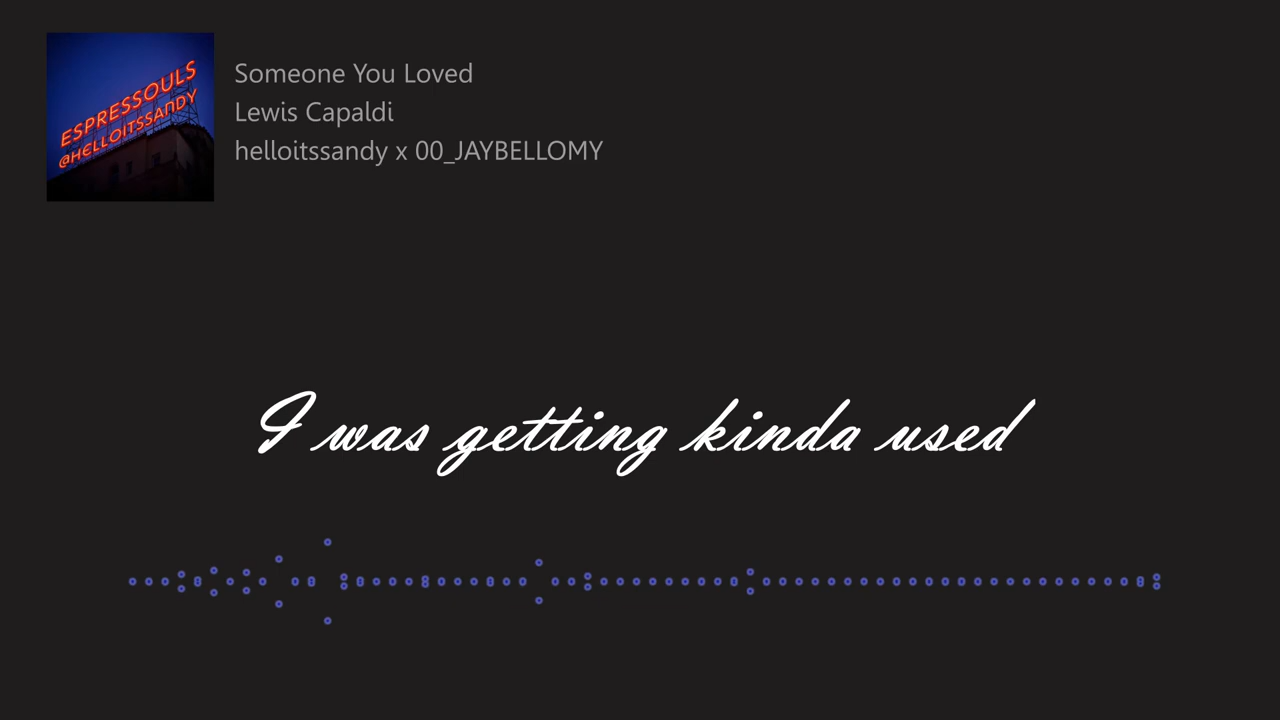 ESPRESSOULS
@HELLOITSSANDY
Someone You Loved
Lewis Capaldi
helloitssandy x 00_JAYBELLOMY
I was getting kinda used